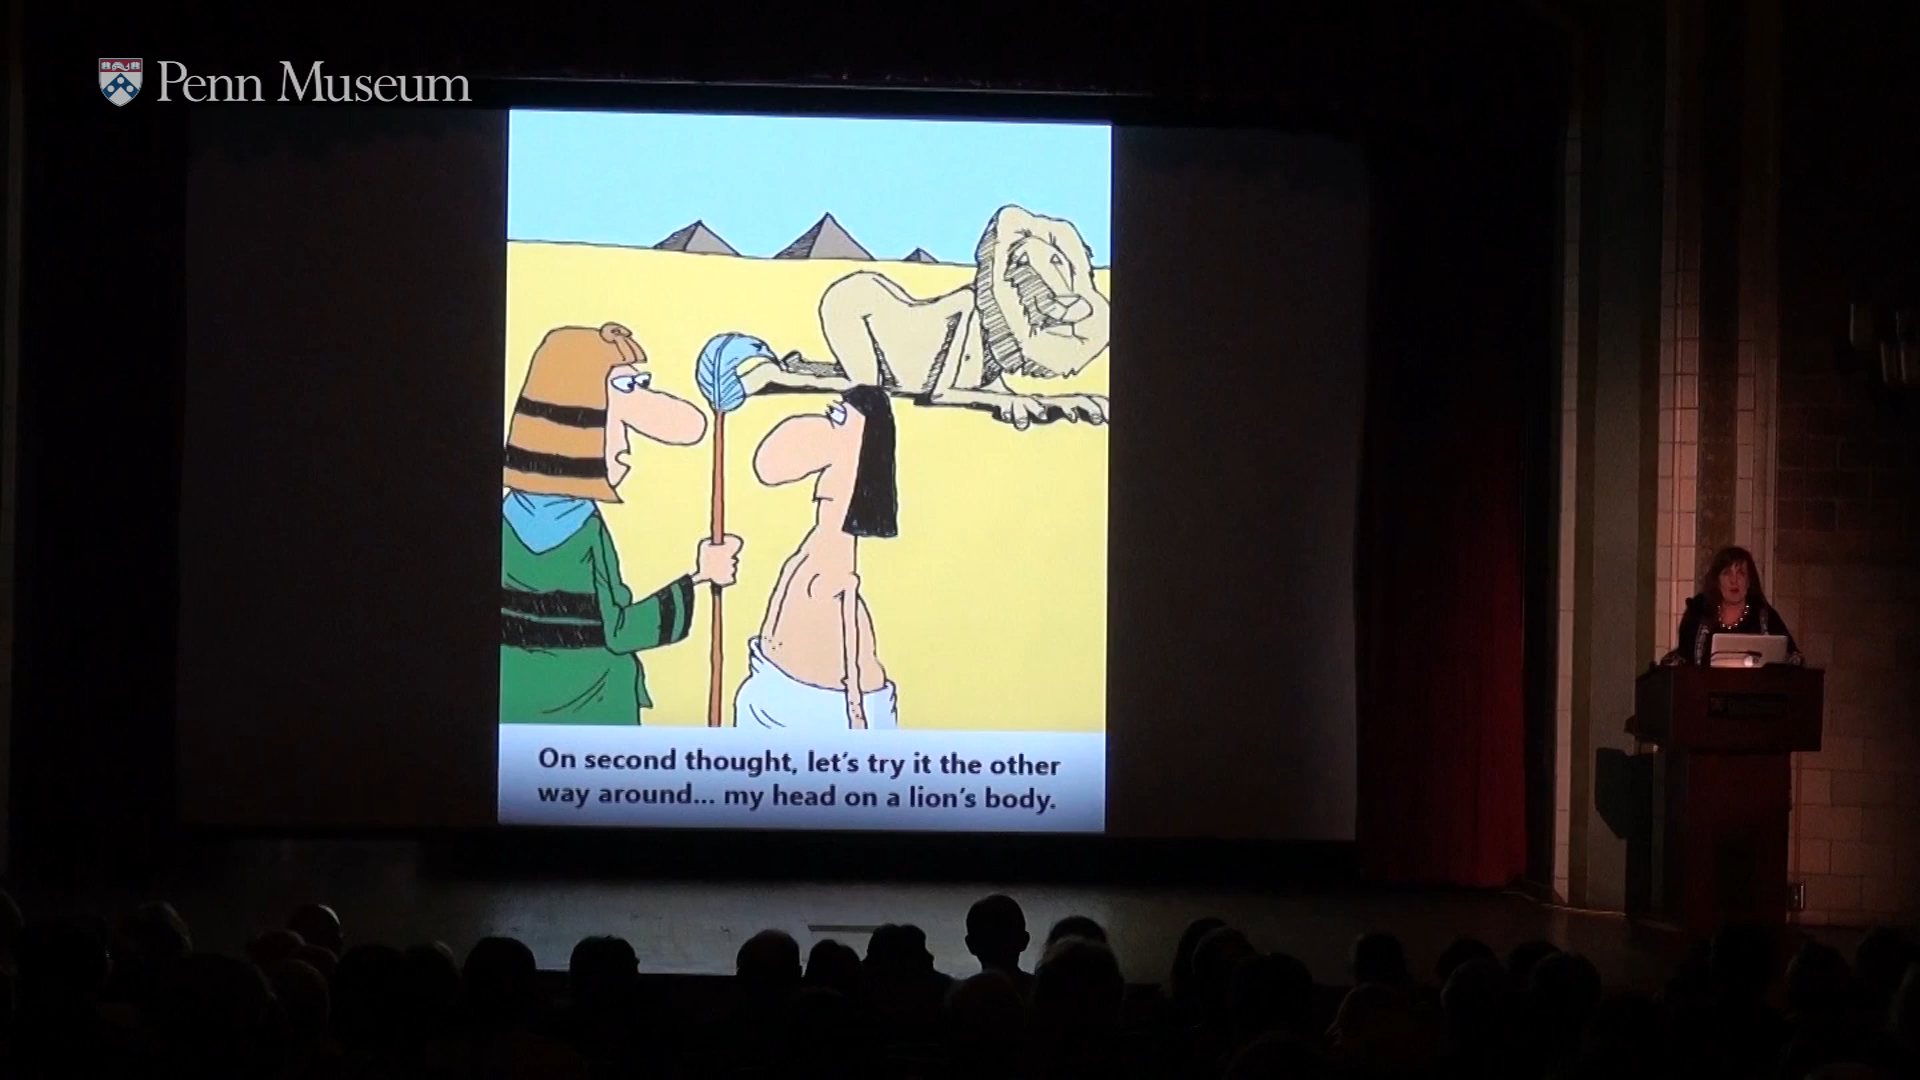 Penn Museum
On second thought, let's try it the other
way around... my head on a lion's body.